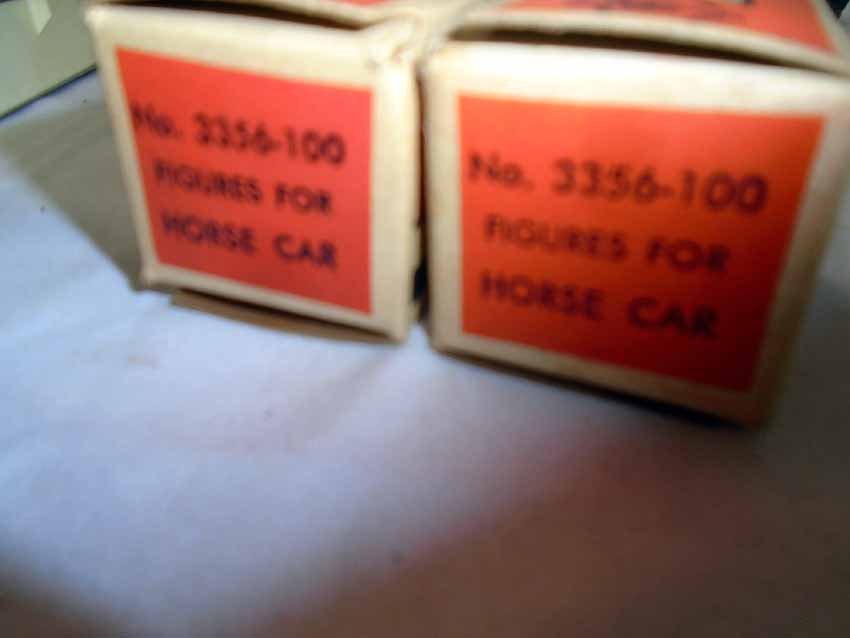 No. 3356-100
FIGURES FOR
HORSE CAR
No. 3356-100
FIGURES FOR
HORSE CAR